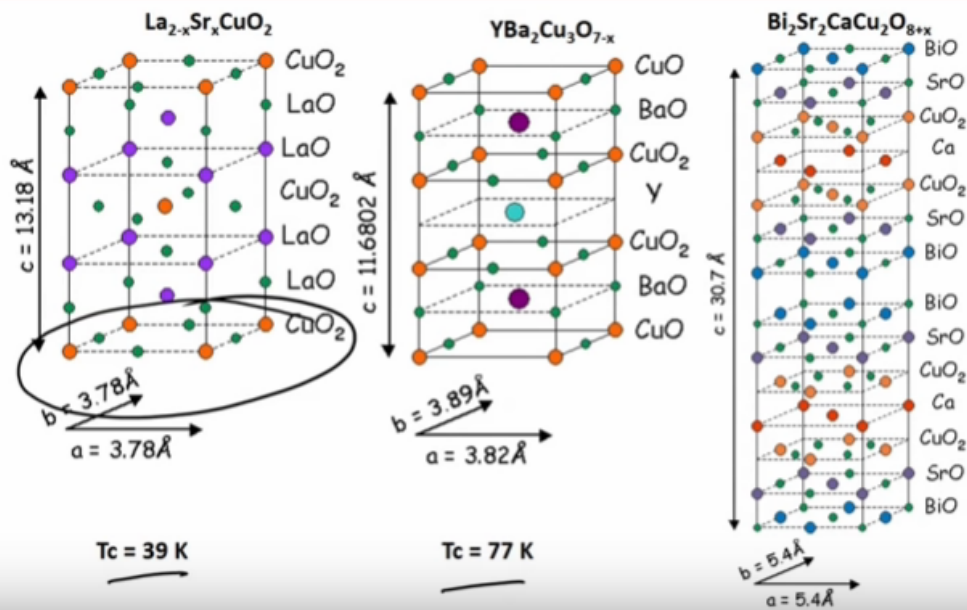 La₂₋ₓSrₓCuO₂
CuO₂
LaO
LaO
CuO₂
LaO
LaO
CuO₂
c = 13.18 Å
b = 3.78Å
a = 3.78Å
Tc = 39 K
YBa₂Cu₃O₇₋ₓ
CuO
BaO
CuO₂
Y
CuO₂
BaO
CuO
c = 11.6802 Å
b = 3.89Å
a = 3.82Å
Tc = 77 K
Bi₂Sr₂CaCu₂O₈₊ₓ
BiO
SrO
CuO₂
Ca
CuO₂
SrO
BiO
BiO
SrO
CuO₂
Ca
CuO₂
SrO
BiO
c = 30.7 Å
b = 5.4Å
a = 5.4Å